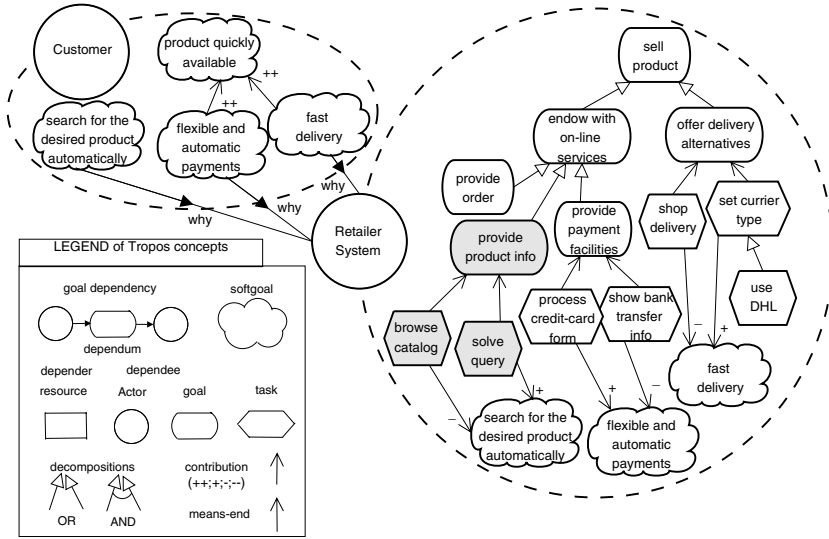 Customer
product quickly
available
++
++
search for the
desired product
automatically
flexible and
automatic
payments
fast
delivery
why
why
why
Retailer
System
sell
product
endow with
on-line
services
offer delivery
alternatives
provide
order
provide
product info
provide
payment
facilities
shop
delivery
set currier
type
use
DHL
browse
catalog
solve
query
process
credit-card
form
show bank
transfer
info
–
+
fast
delivery
–
+
+
–
search for the
desired product
automatically
flexible and
automatic
payments
LEGEND of Tropos concepts
goal dependency
softgoal
dependum
depender
dependee
resource
Actor
goal
task
decompositions
contribution
(++;+;-;--)
means-end
OR
AND